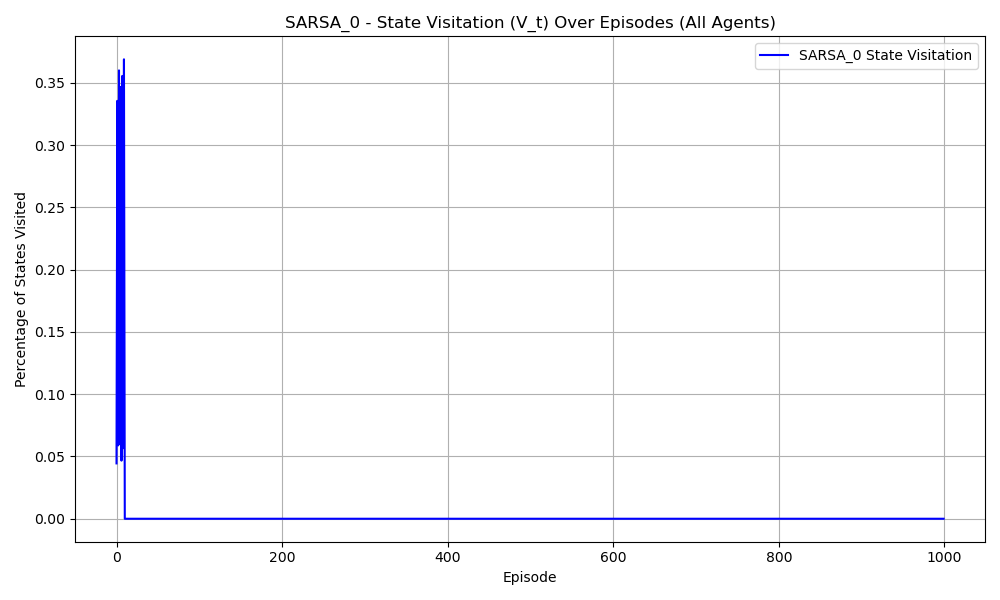 SARSA_0 - State Visitation (V_t) Over Episodes (All Agents)
SARSA_0 State Visitation
Percentage of States Visited
0.35
0.30
0.25
0.20
0.15
0.10
0.05
0.00
0 200 400 600 800 1000
Episode